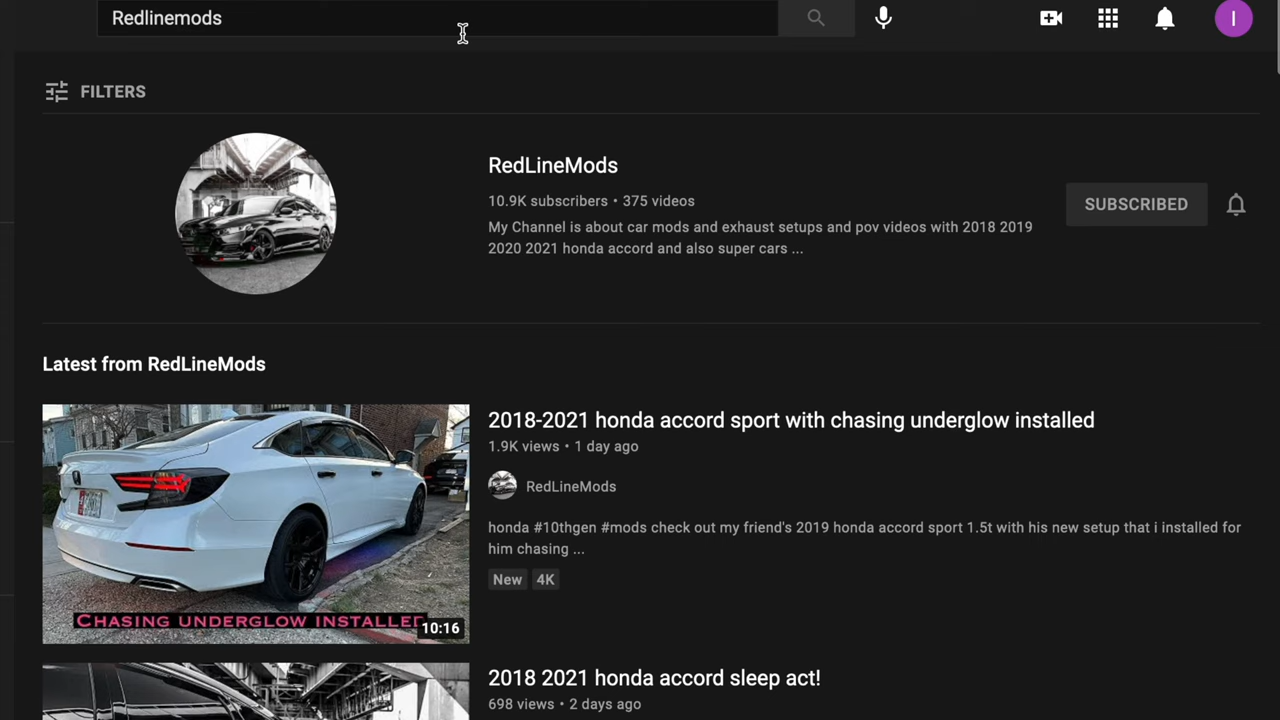 Redlinemods
I
FILTERS
RedLineMods
10.9K subscribers • 375 videos
My Channel is about car mods and exhaust setups and pov videos with 2018 2019
2020 2021 honda accord and also super cars ...
SUBSCRIBED
Latest from RedLineMods
CHASING UNDERGLOW INSTALLED
10:16
2018-2021 honda accord sport with chasing underglow installed
1.9K views • 1 day ago
RedLineMods
honda #10thgen #mods check out my friend's 2019 honda accord sport 1.5t with his new setup that i installed for
him chasing ...
New 4K
2018 2021 honda accord sleep act!
698 views • 2 days ago